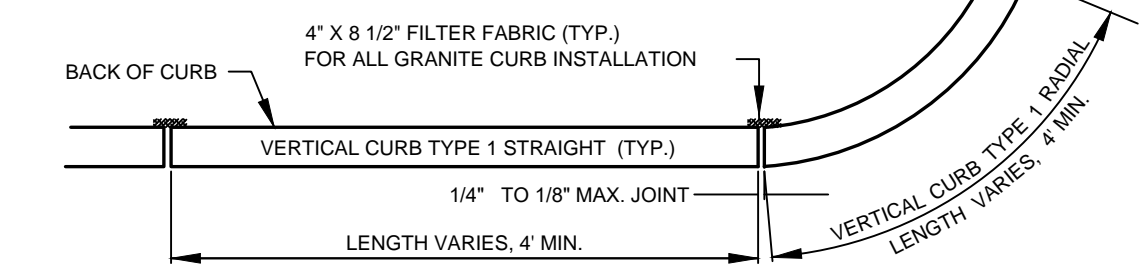 4" X 8 1/2" FILTER FABRIC (TYP.)
FOR ALL GRANITE CURB INSTALLATION
BACK OF CURB
VERTICAL CURB TYPE 1 STRAIGHT (TYP.)
1/4" TO 1/8" MAX. JOINT
LENGTH VARIES, 4' MIN.
VERTICAL CURB TYPE 1 RADIAL
LENGTH VARIES, 4' MIN.